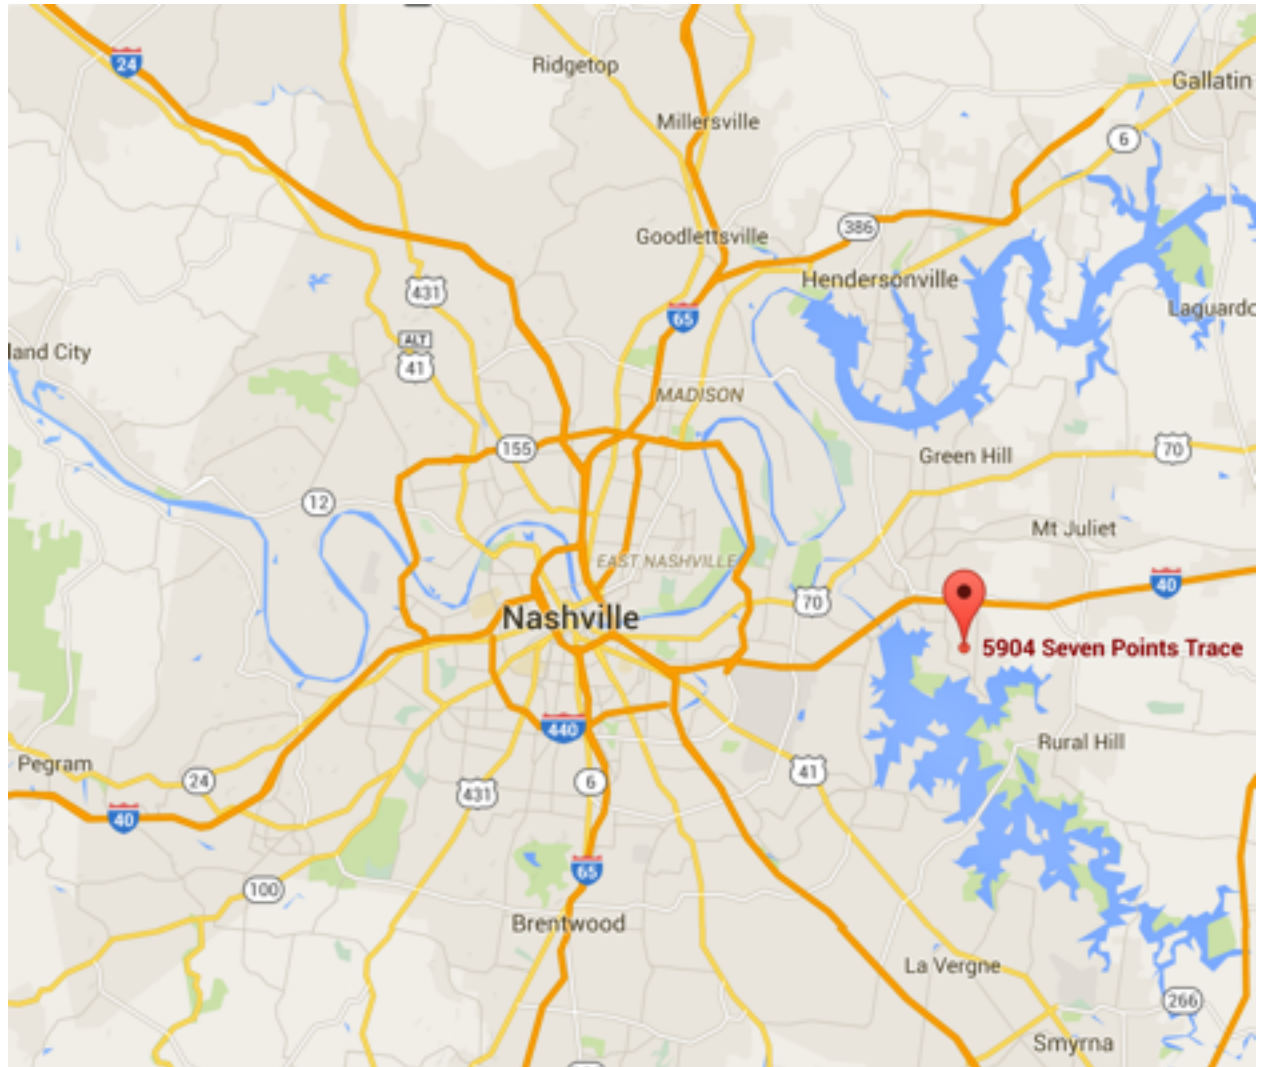 24
Ridgetop
Gallatin
Millersville
6
386
Goodlettsville
Hendersonville
431
Laguardo
65
ALT
41
land City
MADISON
155
Green Hill
70
12
Mt Juliet
EAST NASHVILLE
40
70
Nashville
5904 Seven Points Trace
440
Rural Hill
Pegram
24
41
6
431
40
65
100
Brentwood
La Vergne
266
Smyrna